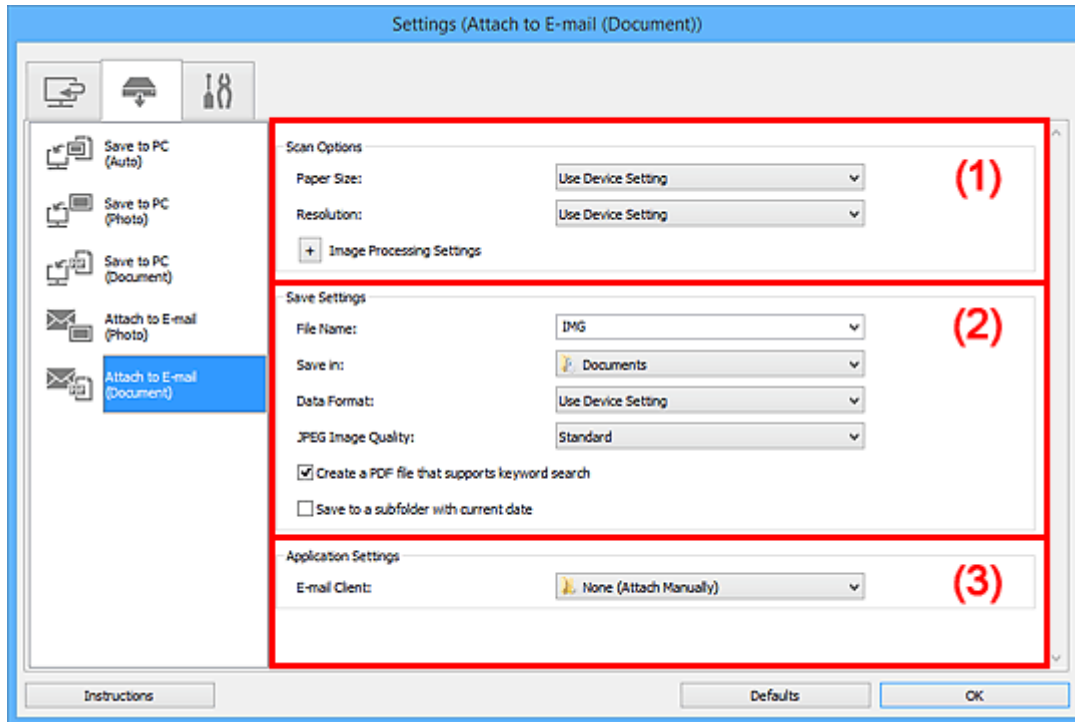 Settings (Attach to E-mail (Document))
Save to PC
(Auto)
Save to PC
(Photo)
Save to PC
(Document)
Attach to E-mail
(Photo)
Attach to E-mail
(Document)
Scan Options
(1)
Paper Size: Use Device Setting
Resolution: Use Device Setting
+ Image Processing Settings
Save Settings
(2)
File Name: IMG
Save in: Documents
Data Format: Use Device Setting
JPEG Image Quality: Standard
Create a PDF file that supports keyword search
Save to a subfolder with current date
Application Settings
(3)
E-mail Client: None (Attach Manually)
Instructions Defaults OK